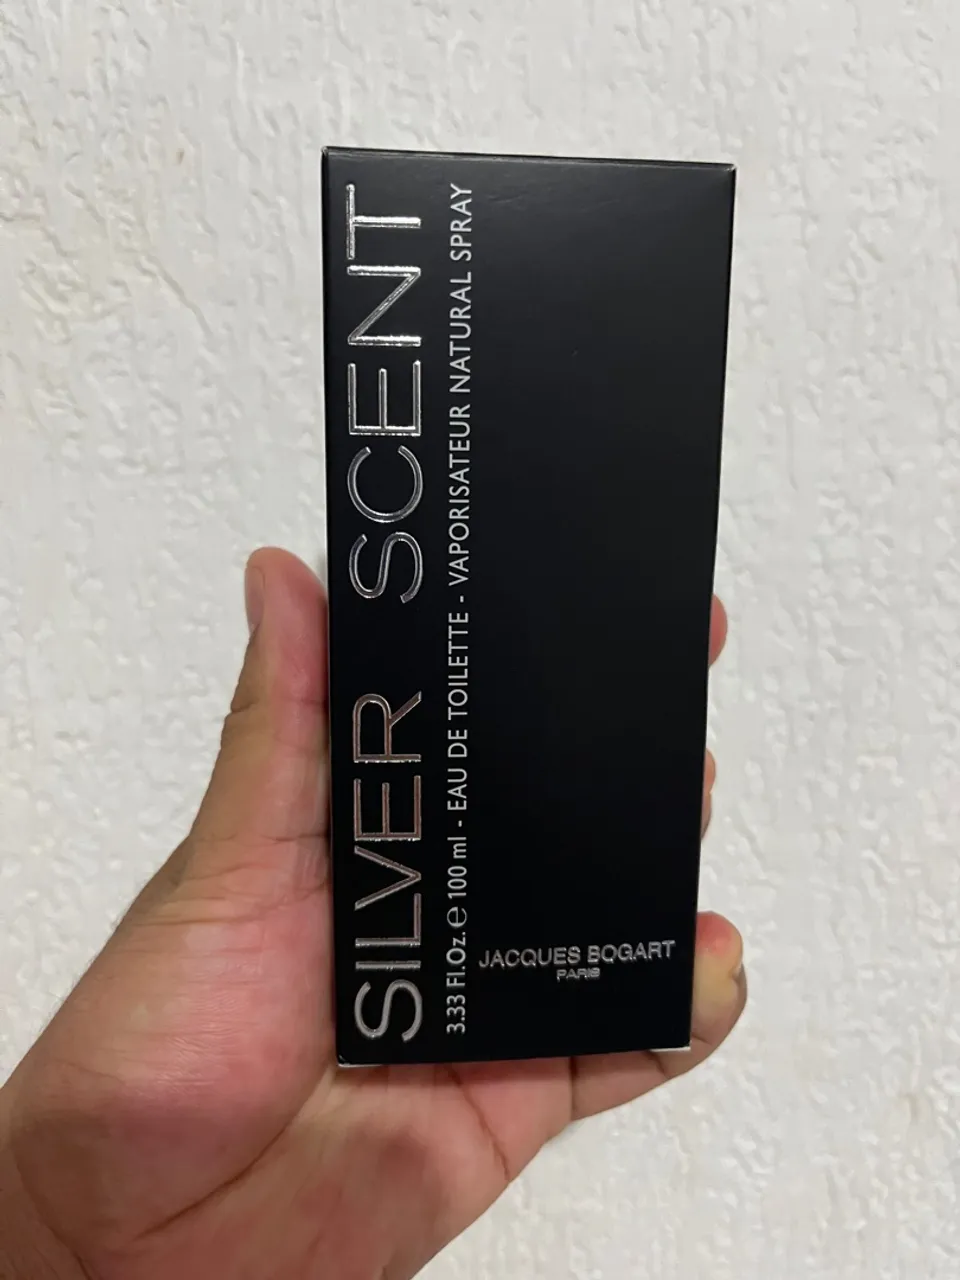 SILVER SCENT
3.33 Fl.Oz. ℮ 100 ml - EAU DE TOILETTE - VAPORISATEUR NATURAL SPRAY
JACQUES BOGART
PARIS